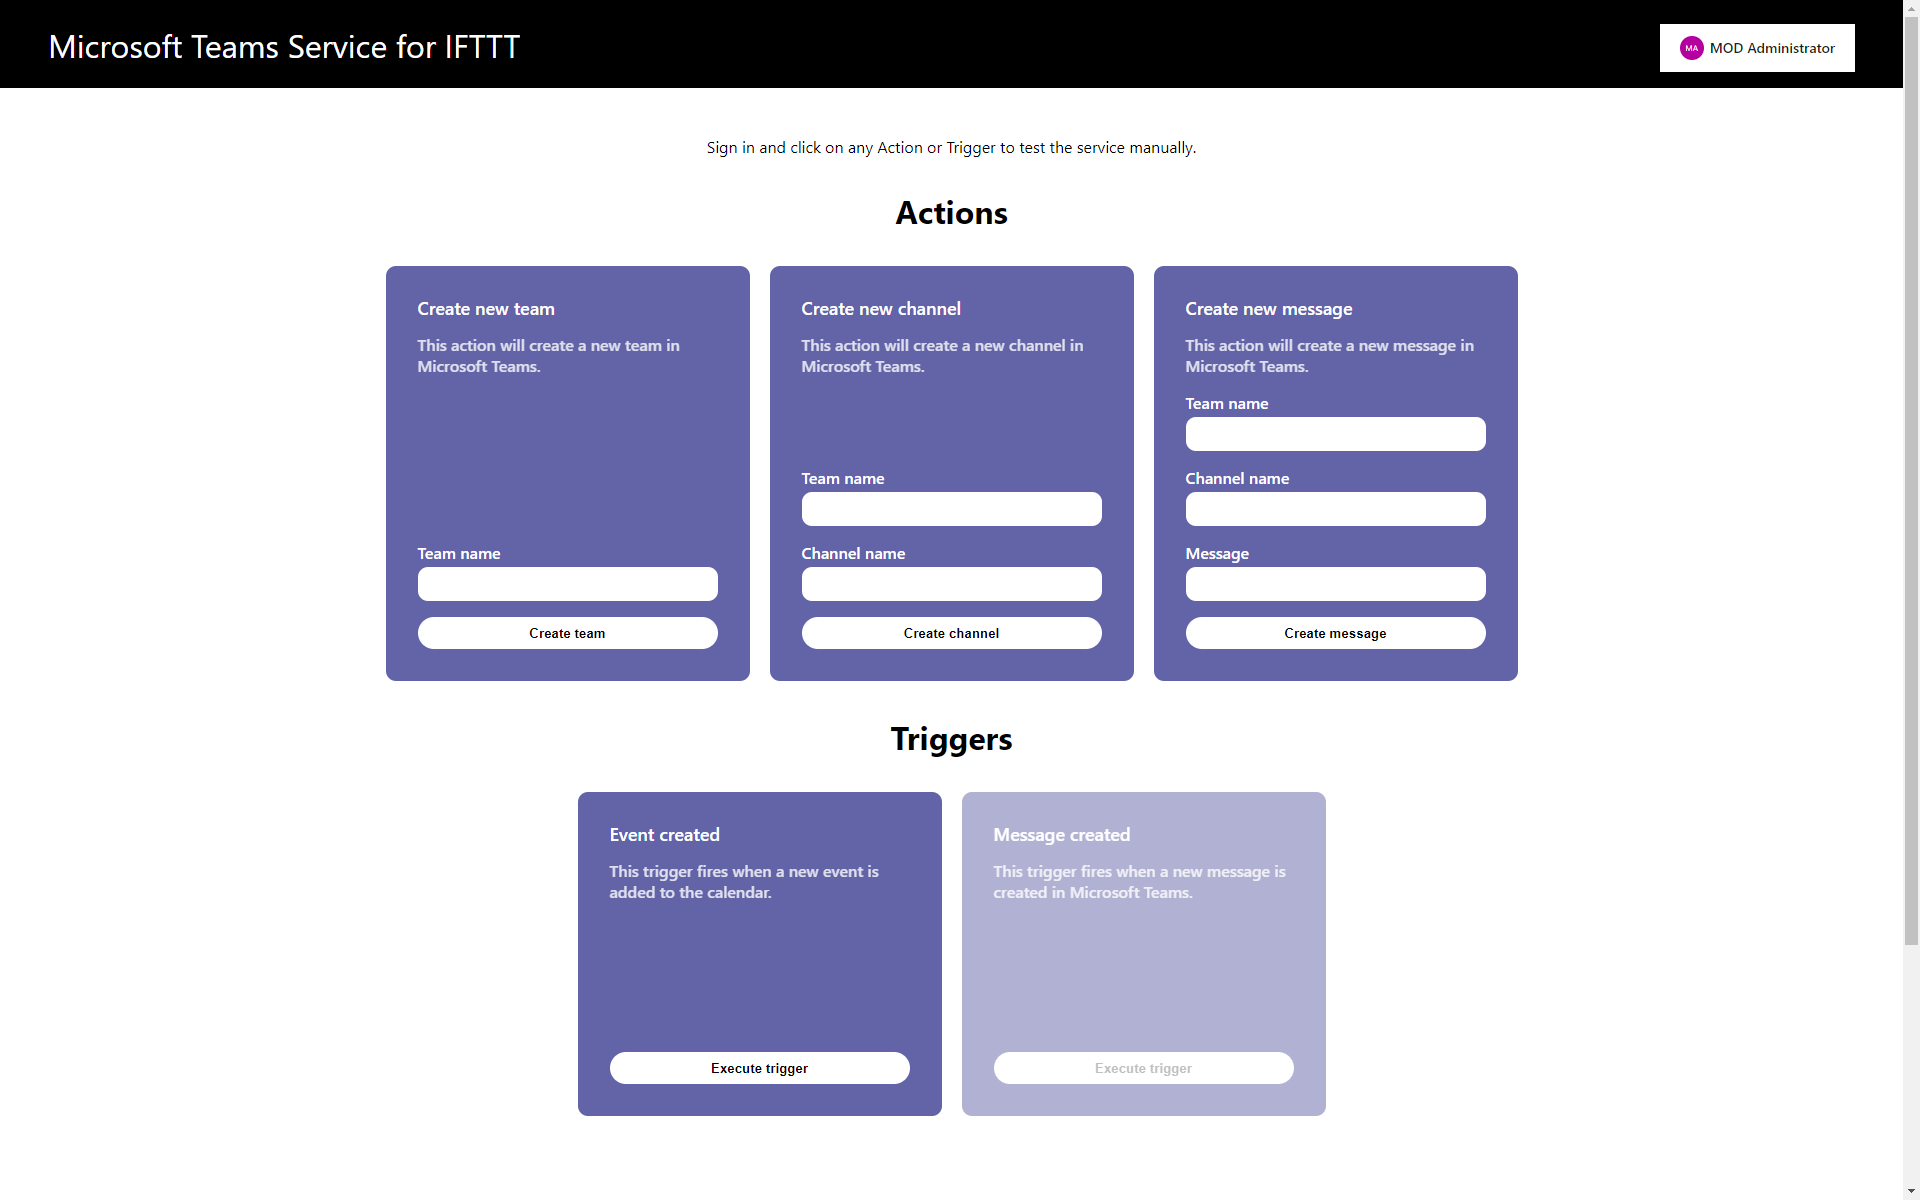 Microsoft Teams Service for IFTTT
MA MOD Administrator
Sign in and click on any Action or Trigger to test the service manually.
Actions
Create new team
This action will create a new team in
Microsoft Teams.
Team name
Create team
Create new channel
This action will create a new channel in
Microsoft Teams.
Team name
Channel name
Create channel
Create new message
This action will create a new message in
Microsoft Teams.
Team name
Channel name
Message
Create message
Triggers
Event created
This trigger fires when a new event is
added to the calendar.
Execute trigger
Message created
This trigger fires when a new message is
created in Microsoft Teams.
Execute trigger